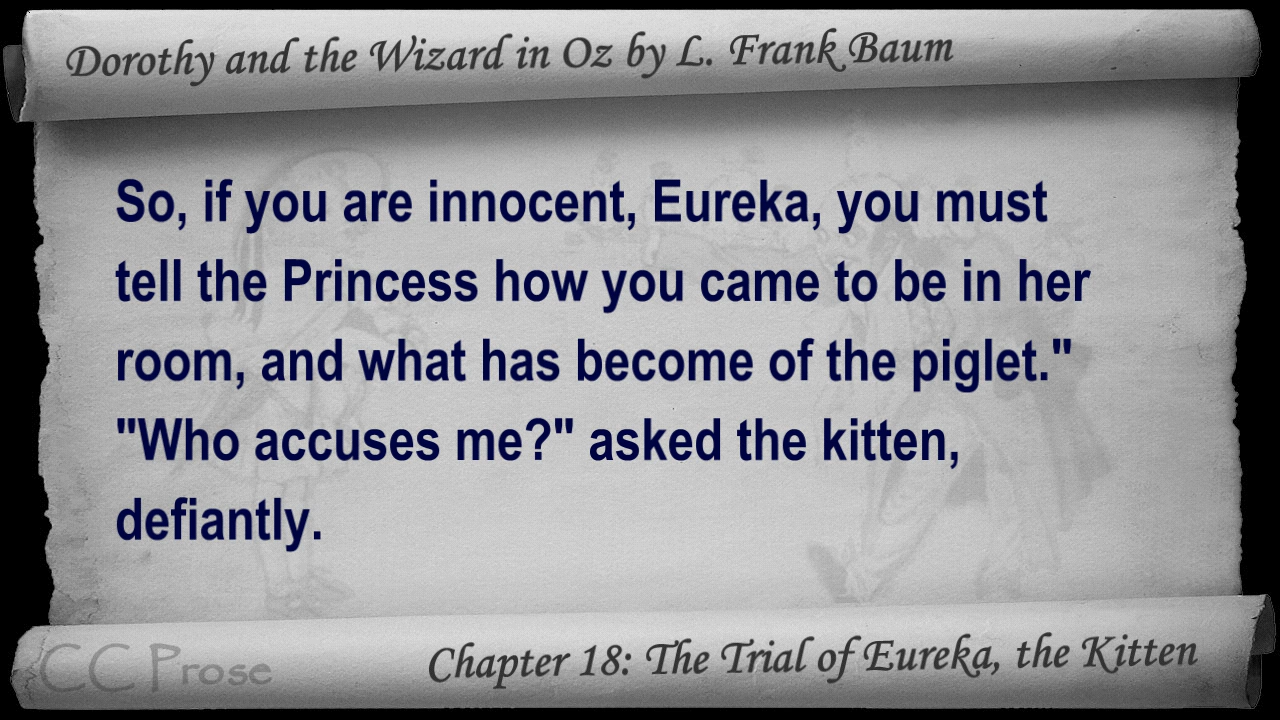 Dorothy and the Wizard in Oz by L. Frank Baum
So, if you are innocent, Eureka, you must
tell the Princess how you came to be in her
room, and what has become of the piglet."
"Who accuses me?" asked the kitten,
defiantly.
CC Prose
Chapter 18: The Trial of Eureka, the Kitten